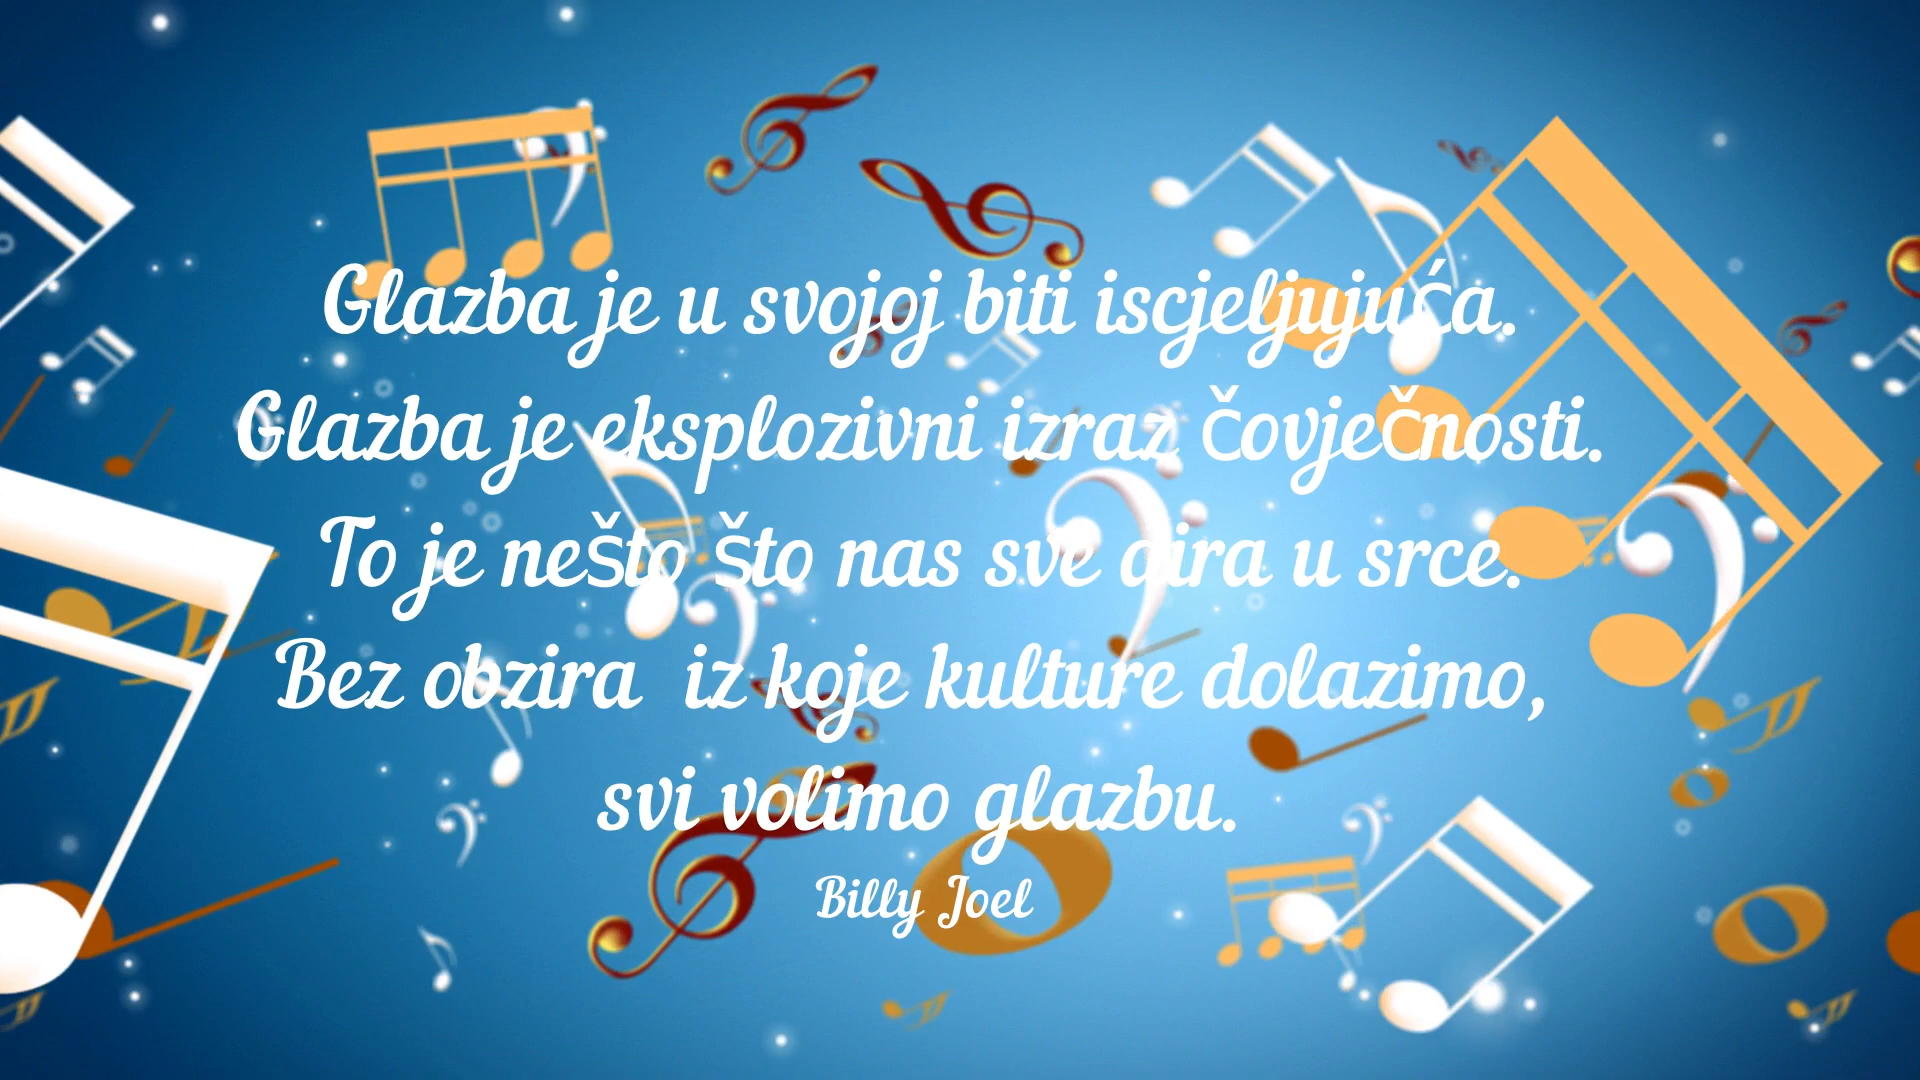 Glazba je u svojoj biti iscjeljujuća.
Glazba je eksplozivni izraz čovječnosti.
To je nešto što nas sve dira u srce.
Bez obzira iz koje kulture dolazimo,
svi volimo glazbu.
Billy Joel